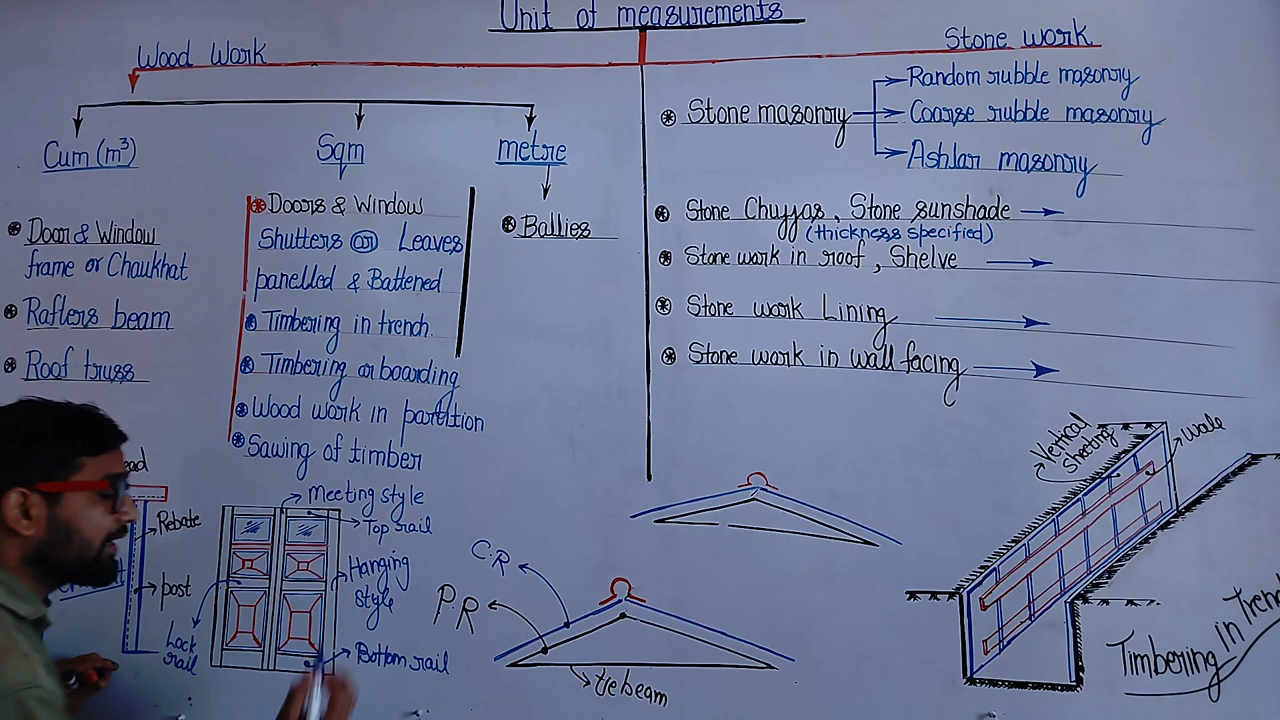 Unit of measurements
Wood Work
Cum (m³)
Door & Window
frame or Chaukhat
Rafters beam
Roof truss
Sqm
Doors & Window
Shutters or Leaves
panelled & Battened
Timbering in trench
Timbering or boarding
Wood work in partition
Sawing of timber
metre
Ballies
Stone work
Stone masonry
Random rubble masonry
Coarse rubble masonry
Ashlar masonry
Stone Chujjas, Stone sunshade
(thickness specified)
Stone work in roof, Shelve
Stone work Lining
Stone work in wall facing
Rebate
post
Meeting style
Top rail
Hanging
style
Lock
rail
Bottom rail
C.R
P.R
tie beam
Vertical
sheeting
Wale
Timbering in Tren